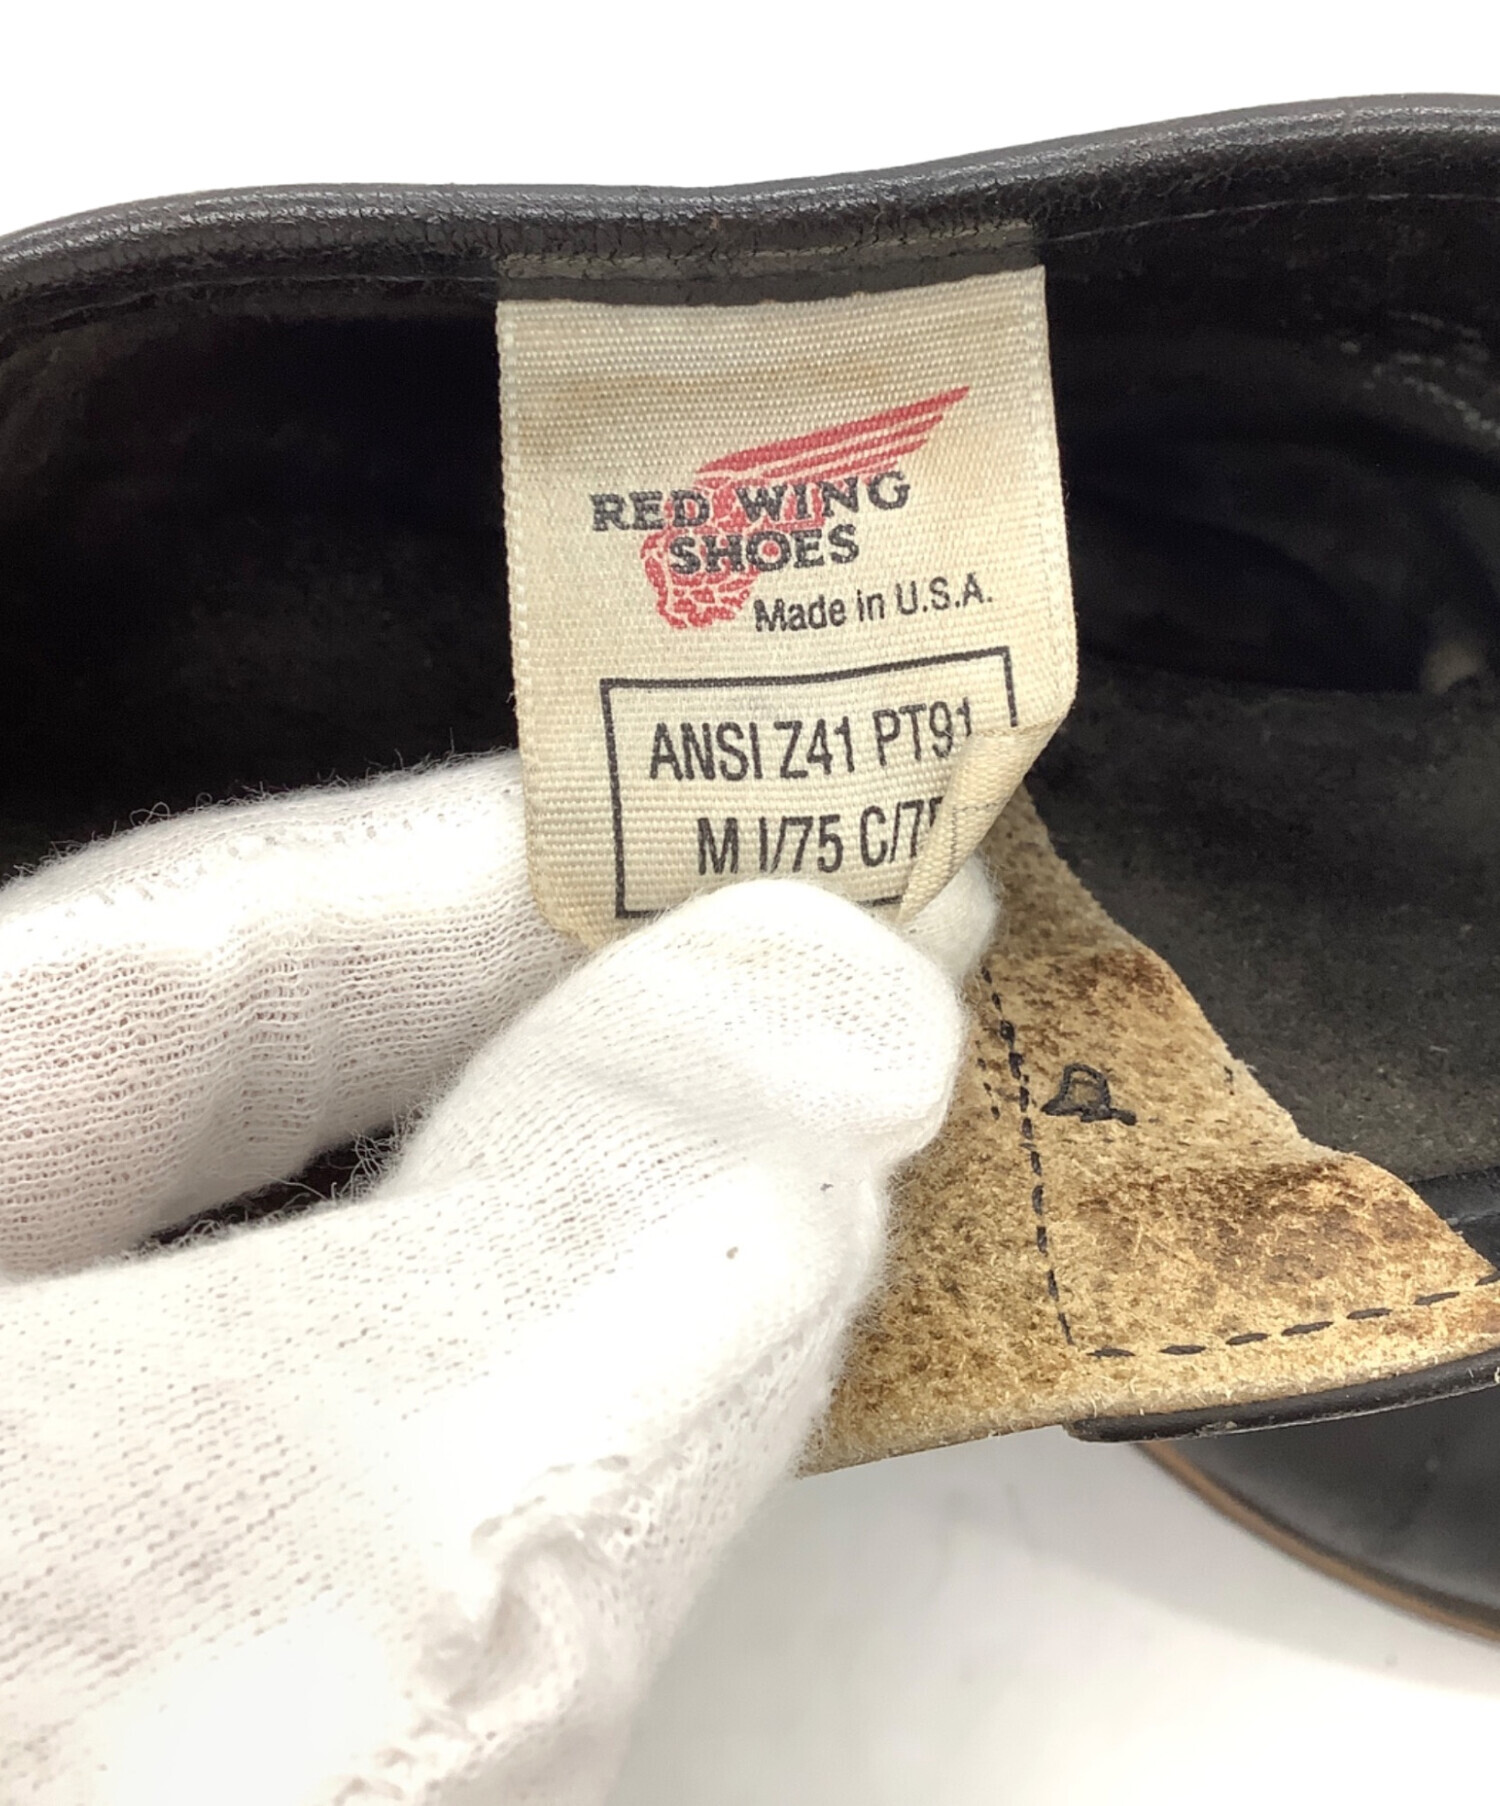 RED WING
SHOES
Made in U.S.A.
ANSI Z41 PT91
M I/75 C/75